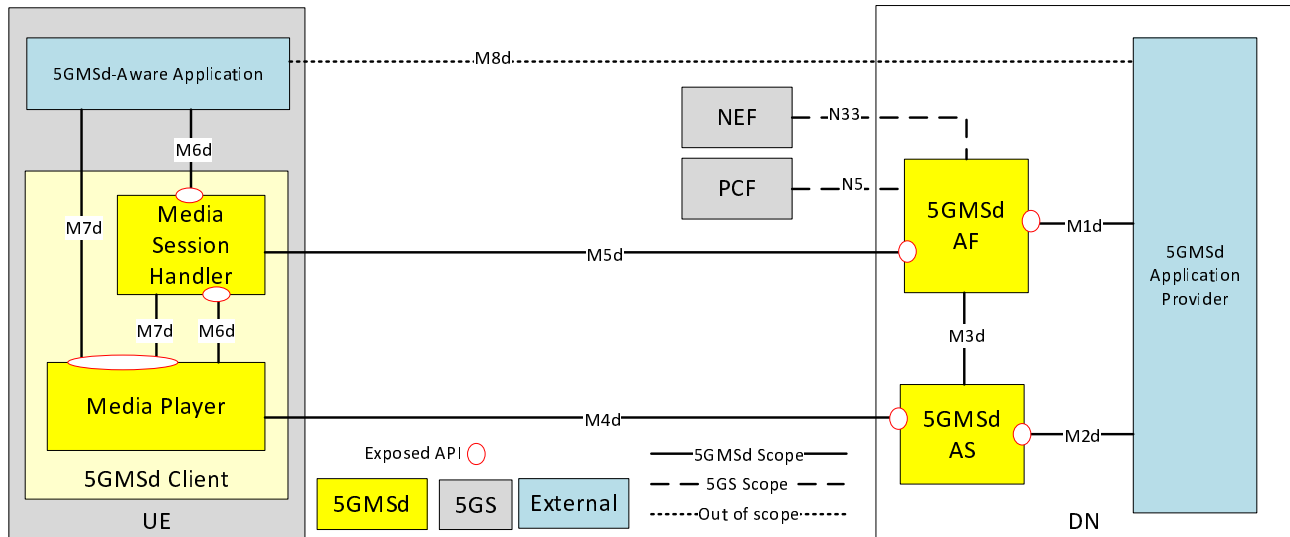 5GMSd-Aware Application
M8d
NEF
N33
M6d
PCF
N5
Media
Session
Handler
M7d
5GMSd
AF
M1d
M5d
5GMSd
Application
Provider
M7d
M6d
M3d
Media Player
M4d
5GMSd
AS
M2d
Exposed API
5GMSd Scope
5GMSd Client
5GS Scope
5GMSd
5GS
External
Out of scope
UE
DN